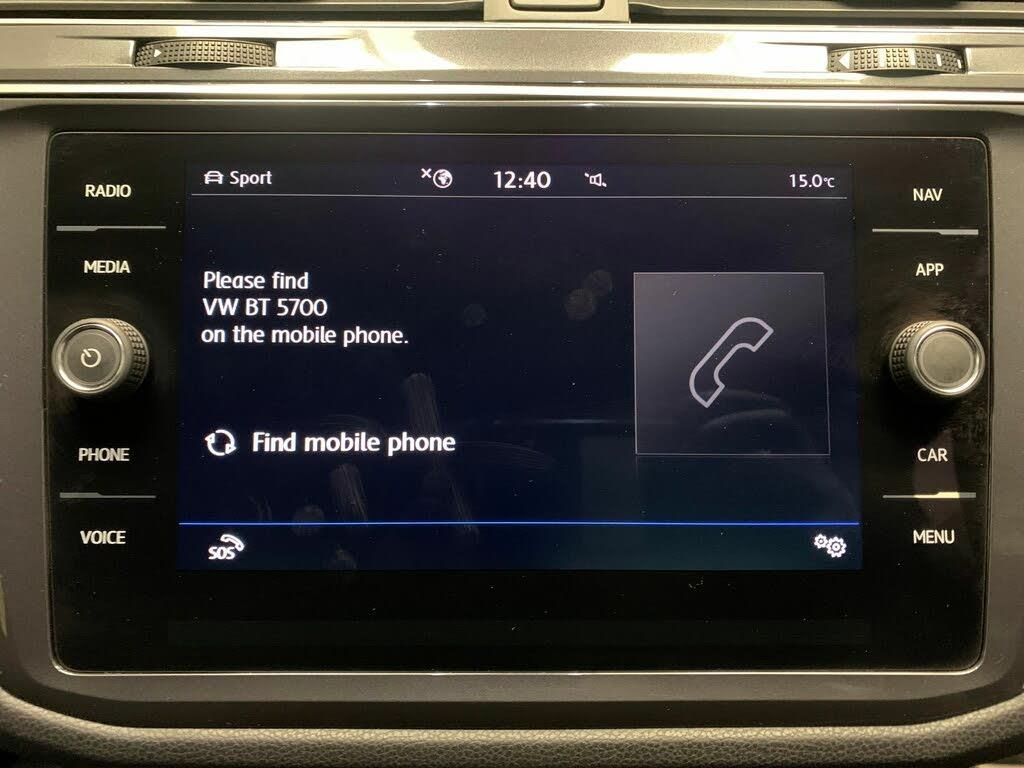 RADIO
MEDIA
PHONE
VOICE
Sport
12:40
15.0°C
Please find
VW BT 5700
on the mobile phone.
Find mobile phone
SOS
NAV
APP
CAR
MENU